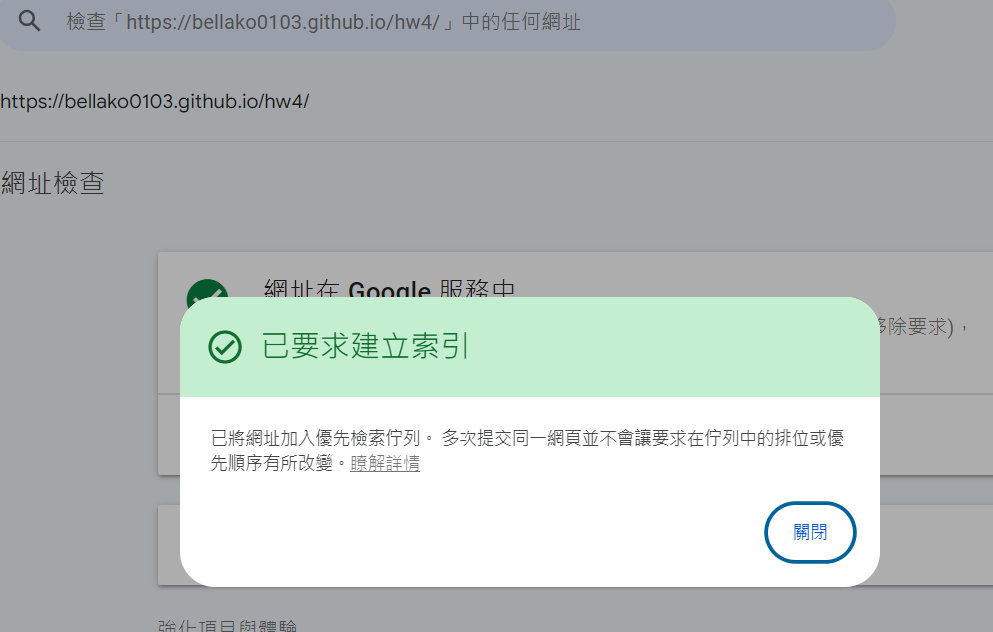 檢查「https://bellako0103.github.io/hw4/」中的任何網址
https://bellako0103.github.io/hw4/
網址檢查
網址在 Google 服務中
移除要求)，
已要求建立索引
已將網址加入優先檢索佇列。 多次提交同一網頁並不會讓要求在佇列中的排位或優
先順序有所改變。瞭解詳情
關閉
強化項目與體驗